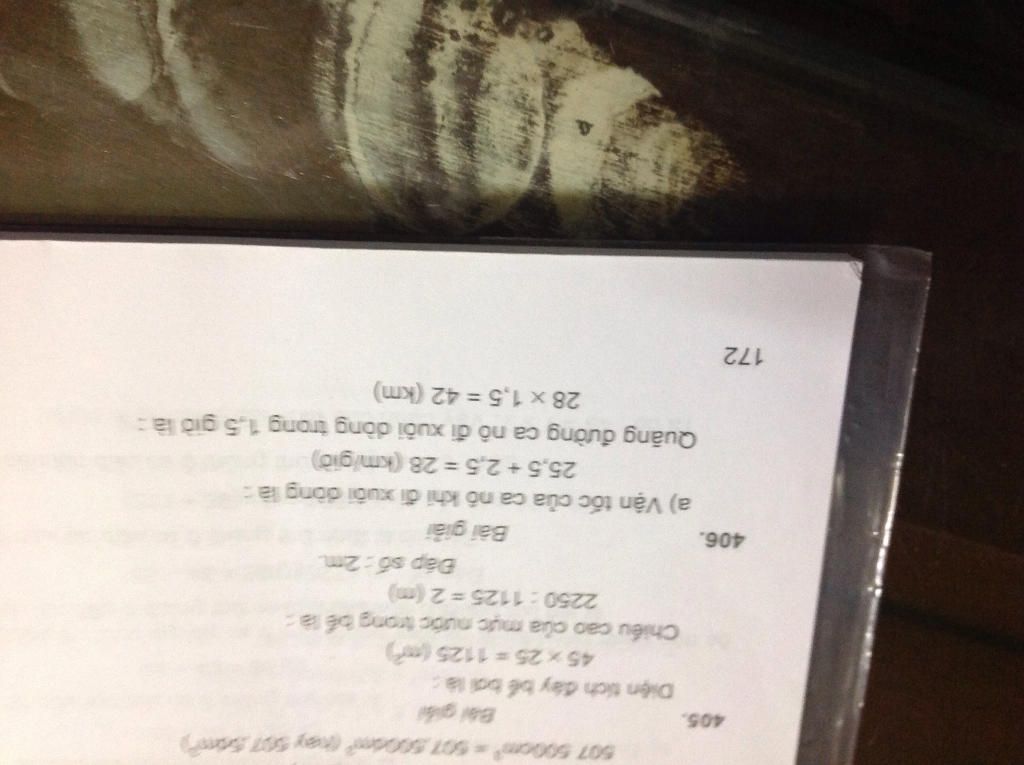 507 500cm³ = 507,500dm³ (hay 507,5dm³)
405.
Bài giải
Diện tích đáy bể bơi là :
45 × 25 = 1125 (m²)
Chiều cao của mực nước trong bể là :
2250 : 1125 = 2 (m)
Đáp số : 2m.
406.
Bài giải
a) Vận tốc của ca nô khi đi xuôi dòng là :
25,5 + 2,5 = 28 (km/giờ)
Quãng đường ca nô đi xuôi dòng trong 1,5 giờ là :
28 × 1,5 = 42 (km)
172